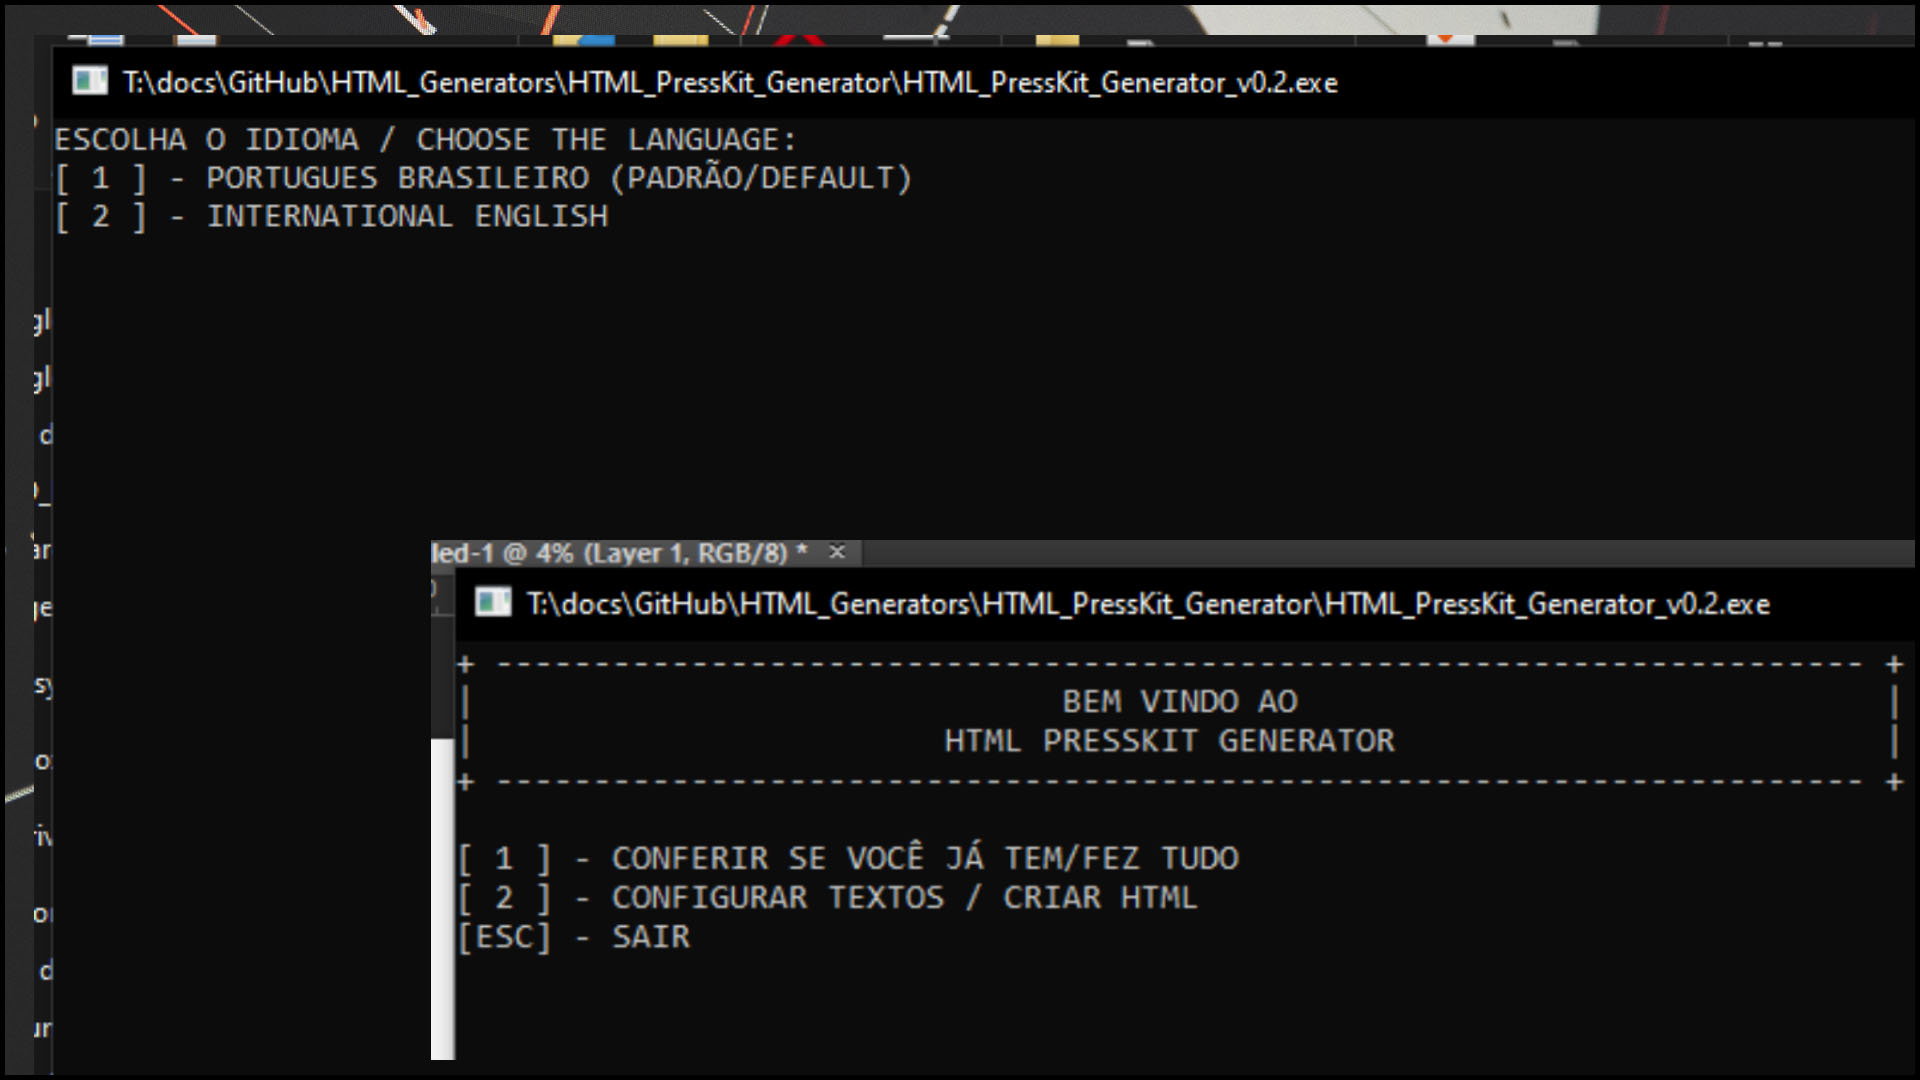 T:\docs\GitHub\HTML_Generators\HTML_PressKit_Generator\HTML_PressKit_Generator_v0.2.exe
ESCOLHA O IDIOMA / CHOOSE THE LANGUAGE:
[ 1 ] - PORTUGUES BRASILEIRO (PADRÃO/DEFAULT)
[ 2 ] - INTERNATIONAL ENGLISH
led-1 @ 4% (Layer 1, RGB/8) * ×
T:\docs\GitHub\HTML_Generators\HTML_PressKit_Generator\HTML_PressKit_Generator_v0.2.exe
+ ---------------------------------------------------------------------- +
| BEM VINDO AO |
| HTML PRESSKIT GENERATOR |
+ ---------------------------------------------------------------------- +
[ 1 ] - CONFERIR SE VOCÊ JÁ TEM/FEZ TUDO
[ 2 ] - CONFIGURAR TEXTOS / CRIAR HTML
[ESC] - SAIR